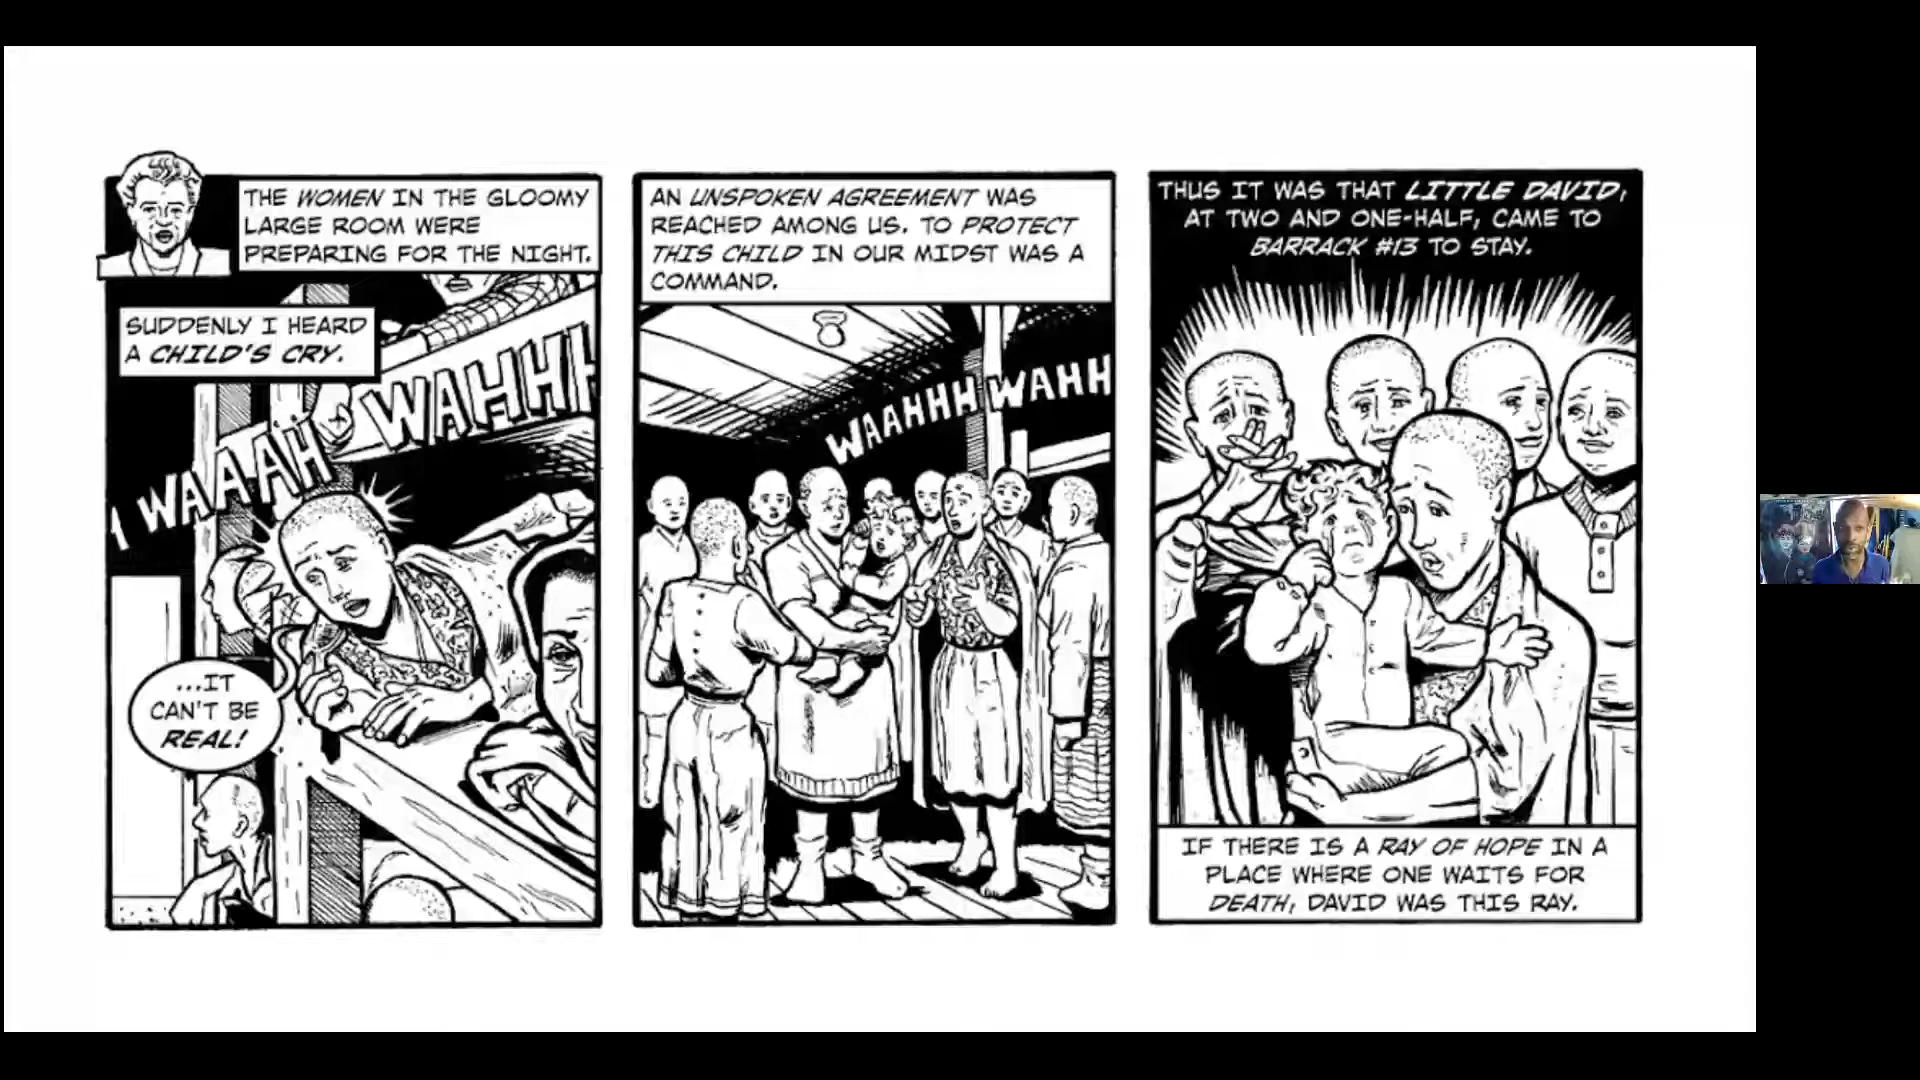 THE WOMEN IN THE GLOOMY
LARGE ROOM WERE
PREPARING FOR THE NIGHT.
SUDDENLY I HEARD
A CHILD'S CRY.
WAAAH WAHHH
...IT
CAN'T BE
REAL!
AN UNSPOKEN AGREEMENT WAS
REACHED AMONG US. TO PROTECT
THIS CHILD IN OUR MIDST WAS A
COMMAND.
WAAHHH WAHH
THUS IT WAS THAT LITTLE DAVID,
AT TWO AND ONE-HALF, CAME TO
BARRACK #13 TO STAY.
IF THERE IS A RAY OF HOPE IN A
PLACE WHERE ONE WAITS FOR
DEATH, DAVID WAS THIS RAY.